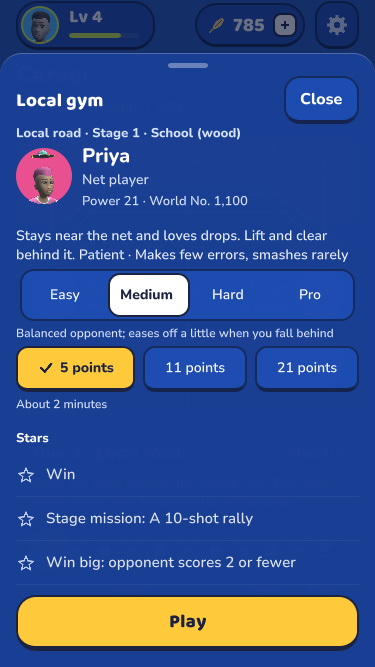 Lv 4
785
Local gym
Close
Local road · Stage 1 · School (wood)
Priya
Net player
Power 21 · World No. 1,100
Stays near the net and loves drops. Lift and clear
behind it. Patient · Makes few errors, smashes rarely
Easy
Medium
Hard
Pro
Balanced opponent; eases off a little when you fall behind
5 points
11 points
21 points
About 2 minutes
Stars
Win
Stage mission: A 10-shot rally
Win big: opponent scores 2 or fewer
Play